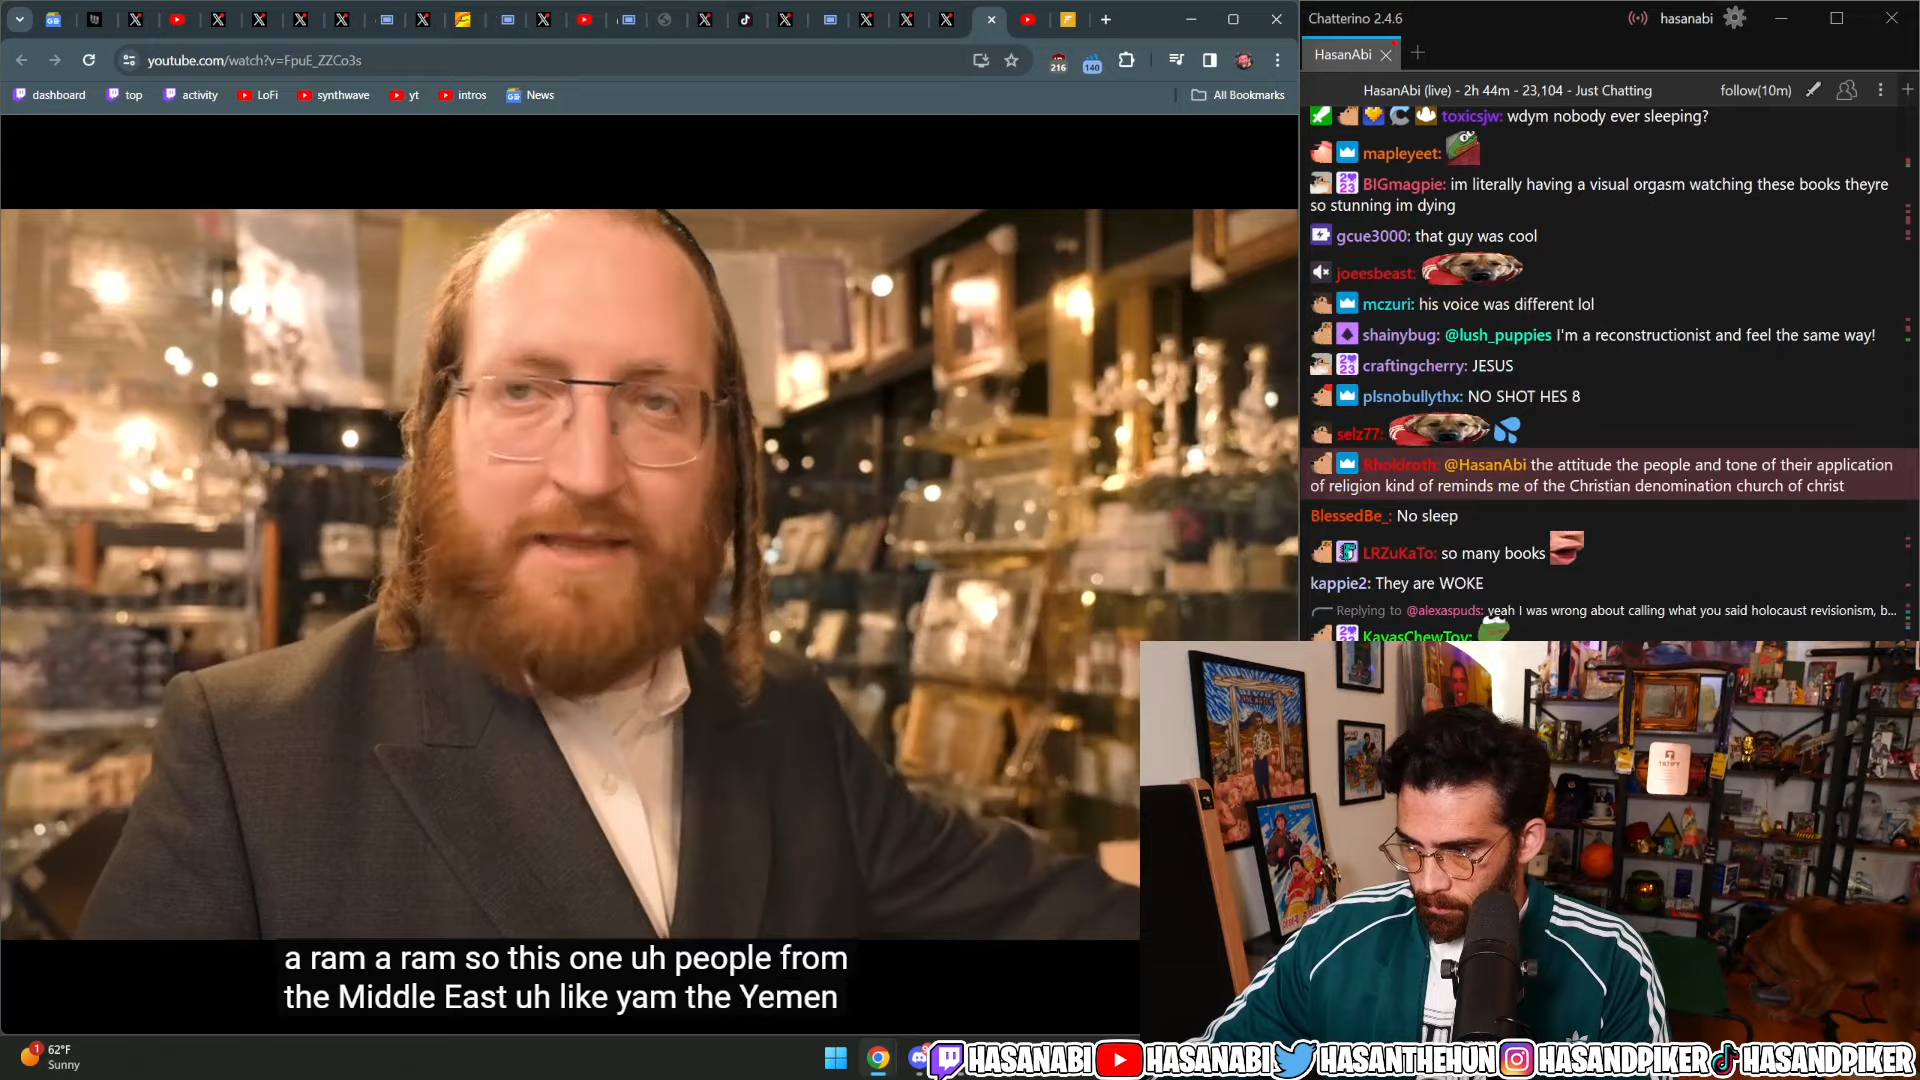 216
140
youtube.com/watch?v=FpuE_ZZCo3s
dashboard
top
activity
LoFi
synthwave
yt
intros
News
All Bookmarks
a ram a ram so this one uh people from
the Middle East uh like yam the Yemen
1
62°F
Sunny
Chatterino 2.4.6
hasanabi
HasanAbi
HasanAbi (live) - 2h 44m - 23,104 - Just Chatting
follow(10m)
toxicsjw: wdym nobody ever sleeping?
mapleyeet:
BIGmagpie: im literally having a visual orgasm watching these books theyre
so stunning im dying
gcue3000: that guy was cool
joeesbeast:
mczuri: his voice was different lol
shainybug: @lush_puppies I'm a reconstructionist and feel the same way!
craftingcherry: JESUS
plsnobullythx: NO SHOT HES 8
selz77:
Rholdroth: @HasanAbi the attitude the people and tone of their application
of religion kind of reminds me of the Christian denomination church of christ
BlessedBe_: No sleep
LRZuKaTo: so many books
kappie2: They are WOKE
Replying to @alexaspuds: yeah I was wrong about calling what you said holocaust revisionism, b...
KayasChewToy:
TILTIFY
HASANABI
HASANABI
HASANTHEHUN
HASANDPIKER
HASANDPIKER